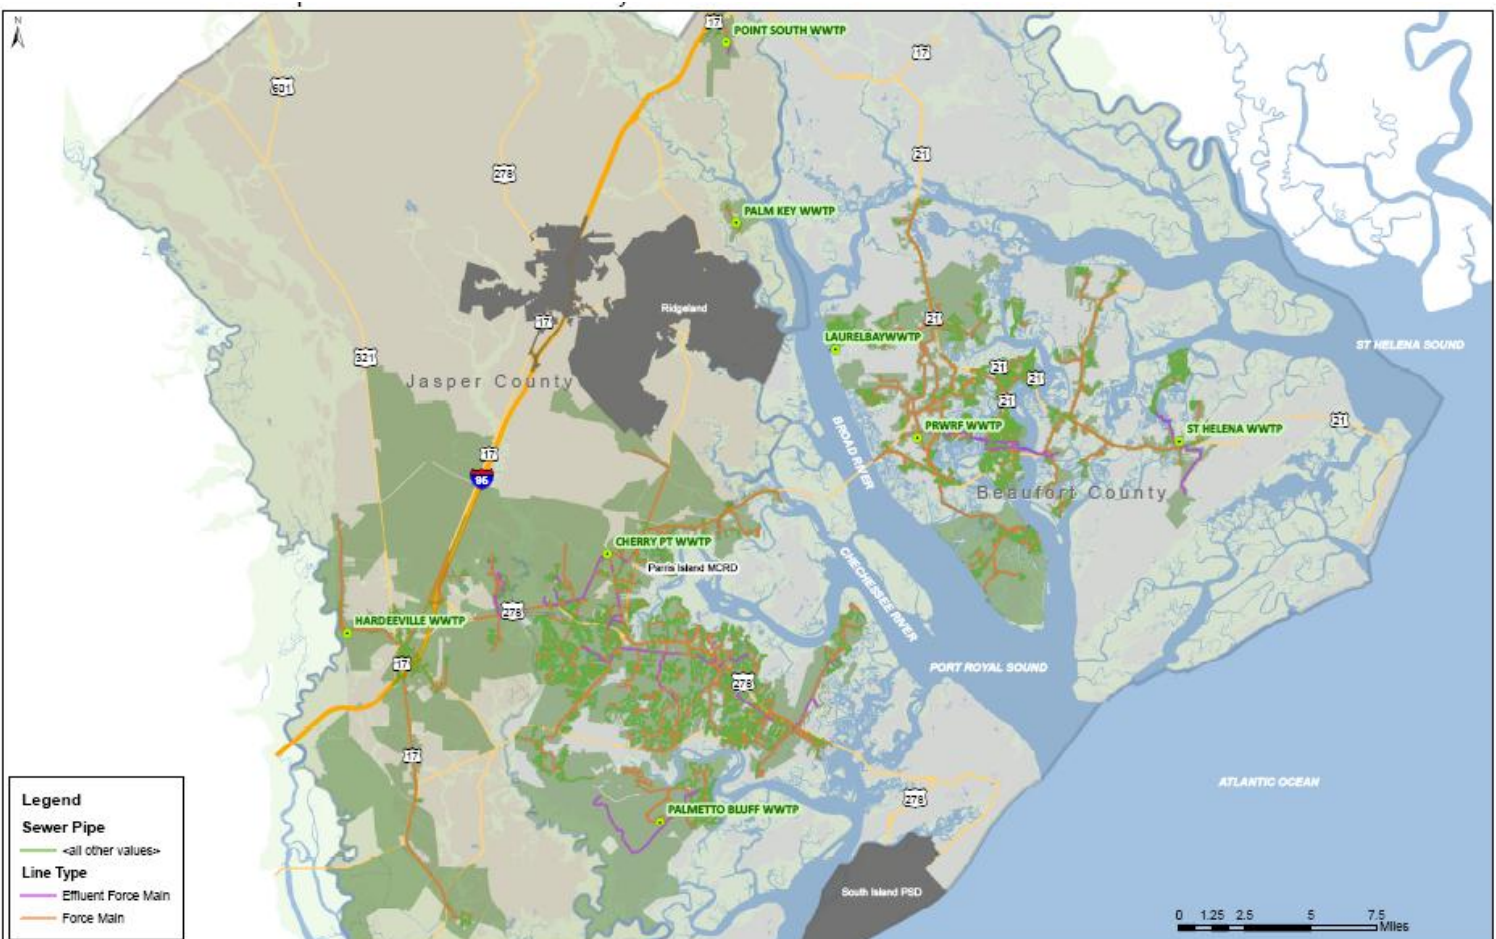 N
17
POINT SOUTH WWTP
17
601
21
278
PALM KEY WWTP
Ridgeland
17
21
LAURELBAYWWTP
ST HELENA SOUND
321
Jasper County
21
21
21
21
BROAD RIVER
PRWRF WWTP
ST HELENA WWTP
17
95
Beaufort County
CHERRY PT WWTP
Parris Island MCRD
CHECHESSEE RIVER
278
HARDEEVILLE WWTP
17
PORT ROYAL SOUND
278
17
ATLANTIC OCEAN
278
PALMETTO BLUFF WWTP
South Island PSD
Legend
Sewer Pipe
<all other values>
Line Type
Effluent Force Main
Force Main
0 1.25 2.5 5 7.5
Miles